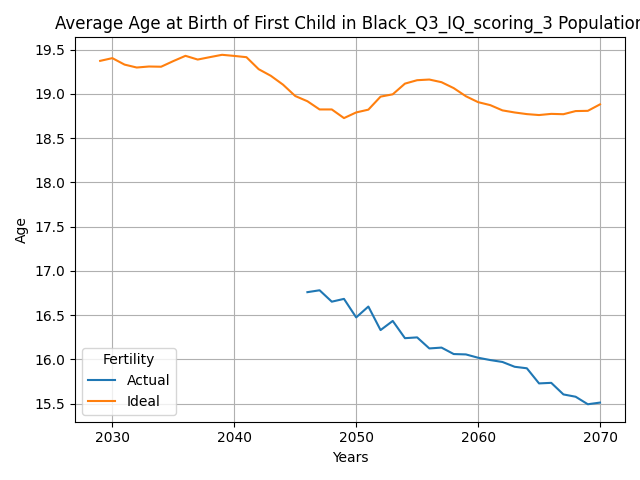 Average Age at Birth of First Child in Black_Q3_IQ_scoring_3 Population
19.5
19.0
18.5
18.0
17.5
17.0
16.5
16.0
15.5
Age
Fertility
Actual
Ideal
2030 2040 2050 2060 2070
Years